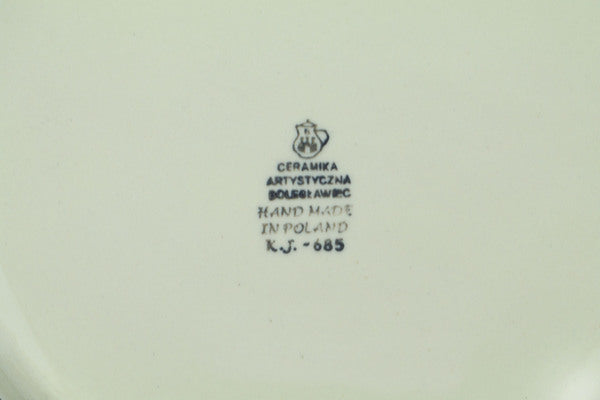 CERAMIKA
ARTYSTYCZNA
BOLESŁAWIEC
HAND MADE
IN POLAND
K.J. -685